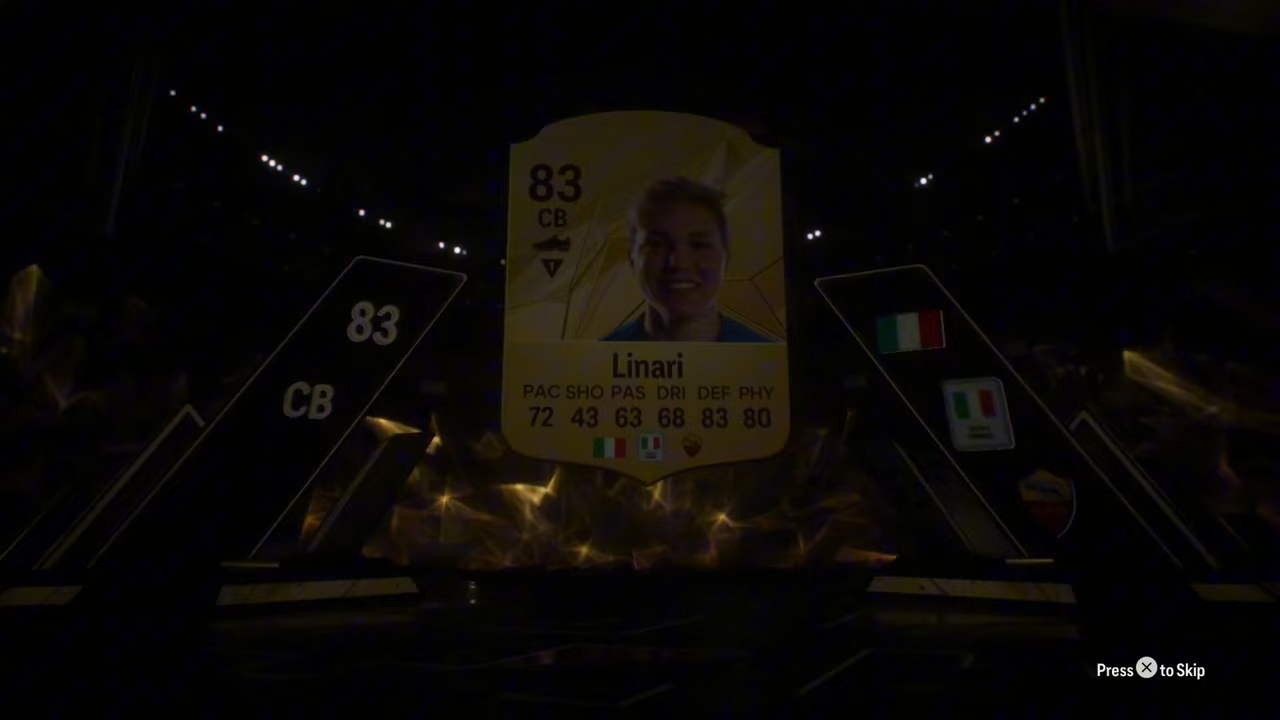 83
CB
83
CB
Linari
PAC SHO PAS DRI DEF PHY
72 43 63 68 83 80
Press ⊗ to Skip